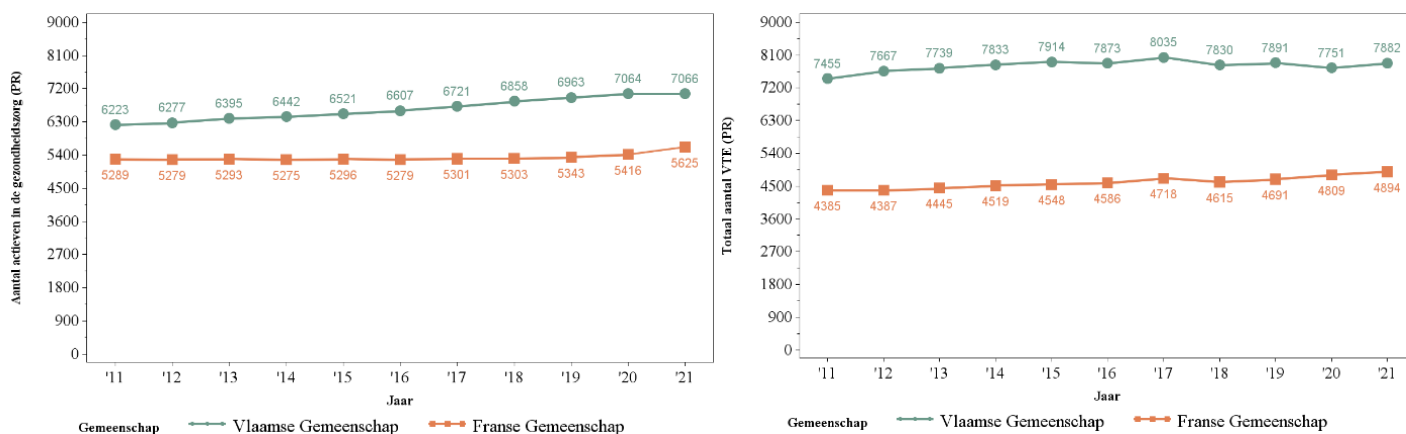 Aantal actieven in de gezondheidszorg (PR)
9000
8100
7200
6300
5400
4500
3600
2700
1800
900
0
6223 6277 6395 6442 6521 6607 6721 6858 6963 7064 7066
5289 5279 5293 5275 5296 5279 5301 5303 5343 5416 5625
'11 '12 '13 '14 '15 '16 '17 '18 '19 '20 '21
Jaar
Gemeenschap Vlaamse Gemeenschap Franse Gemeenschap
Totaal aantal VTE (PR)
9000
8100
7200
6300
5400
4500
3600
2700
1800
900
0
7455 7667 7739 7833 7914 7873 8035 7830 7891 7751 7882
4385 4387 4445 4519 4548 4586 4718 4615 4691 4809 4894
'11 '12 '13 '14 '15 '16 '17 '18 '19 '20 '21
Jaar
Gemeenschap Vlaamse Gemeenschap Franse Gemeenschap